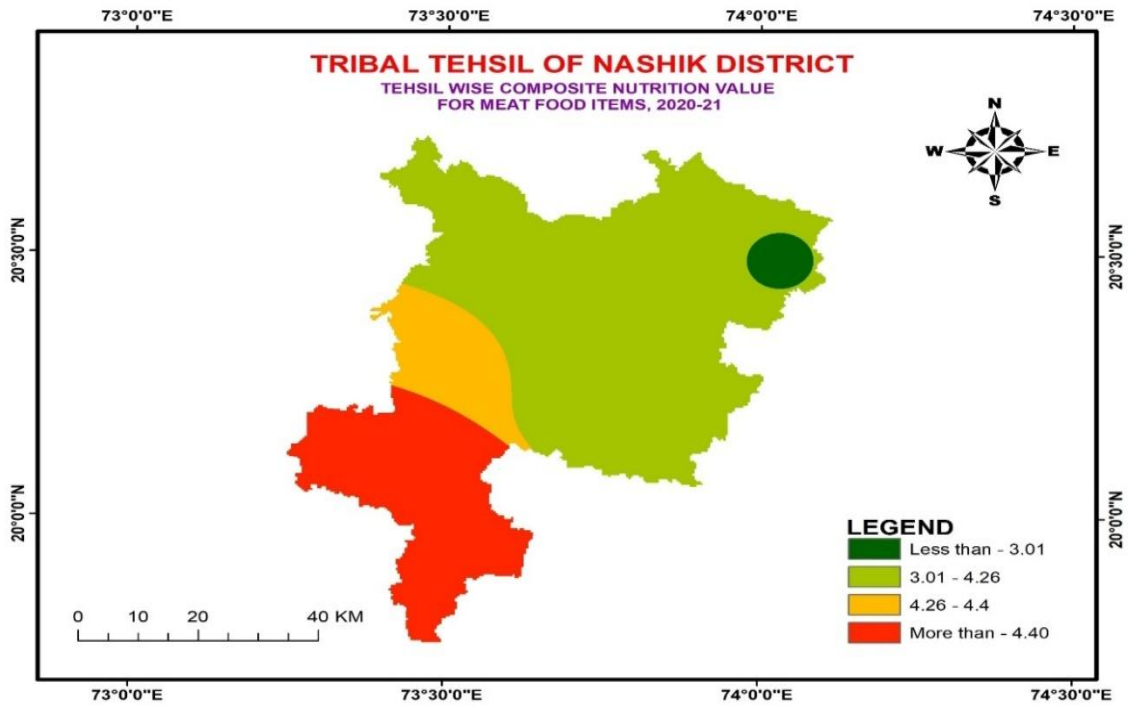 73°0'0"E 73°30'0"E 74°0'0"E 74°30'0"E
TRIBAL TEHSIL OF NASHIK DISTRICT
TEHSIL WISE COMPOSITE NUTRITION VALUE
FOR MEAT FOOD ITEMS, 2020-21
N
W E
S
20°30'0"N 20°30'0"N
20°0'0"N 20°0'0"N
LEGEND
Less than - 3.01
3.01 - 4.26
4.26 - 4.4
More than - 4.40
0 10 20 40 KM
73°0'0"E 73°30'0"E 74°0'0"E 74°30'0"E